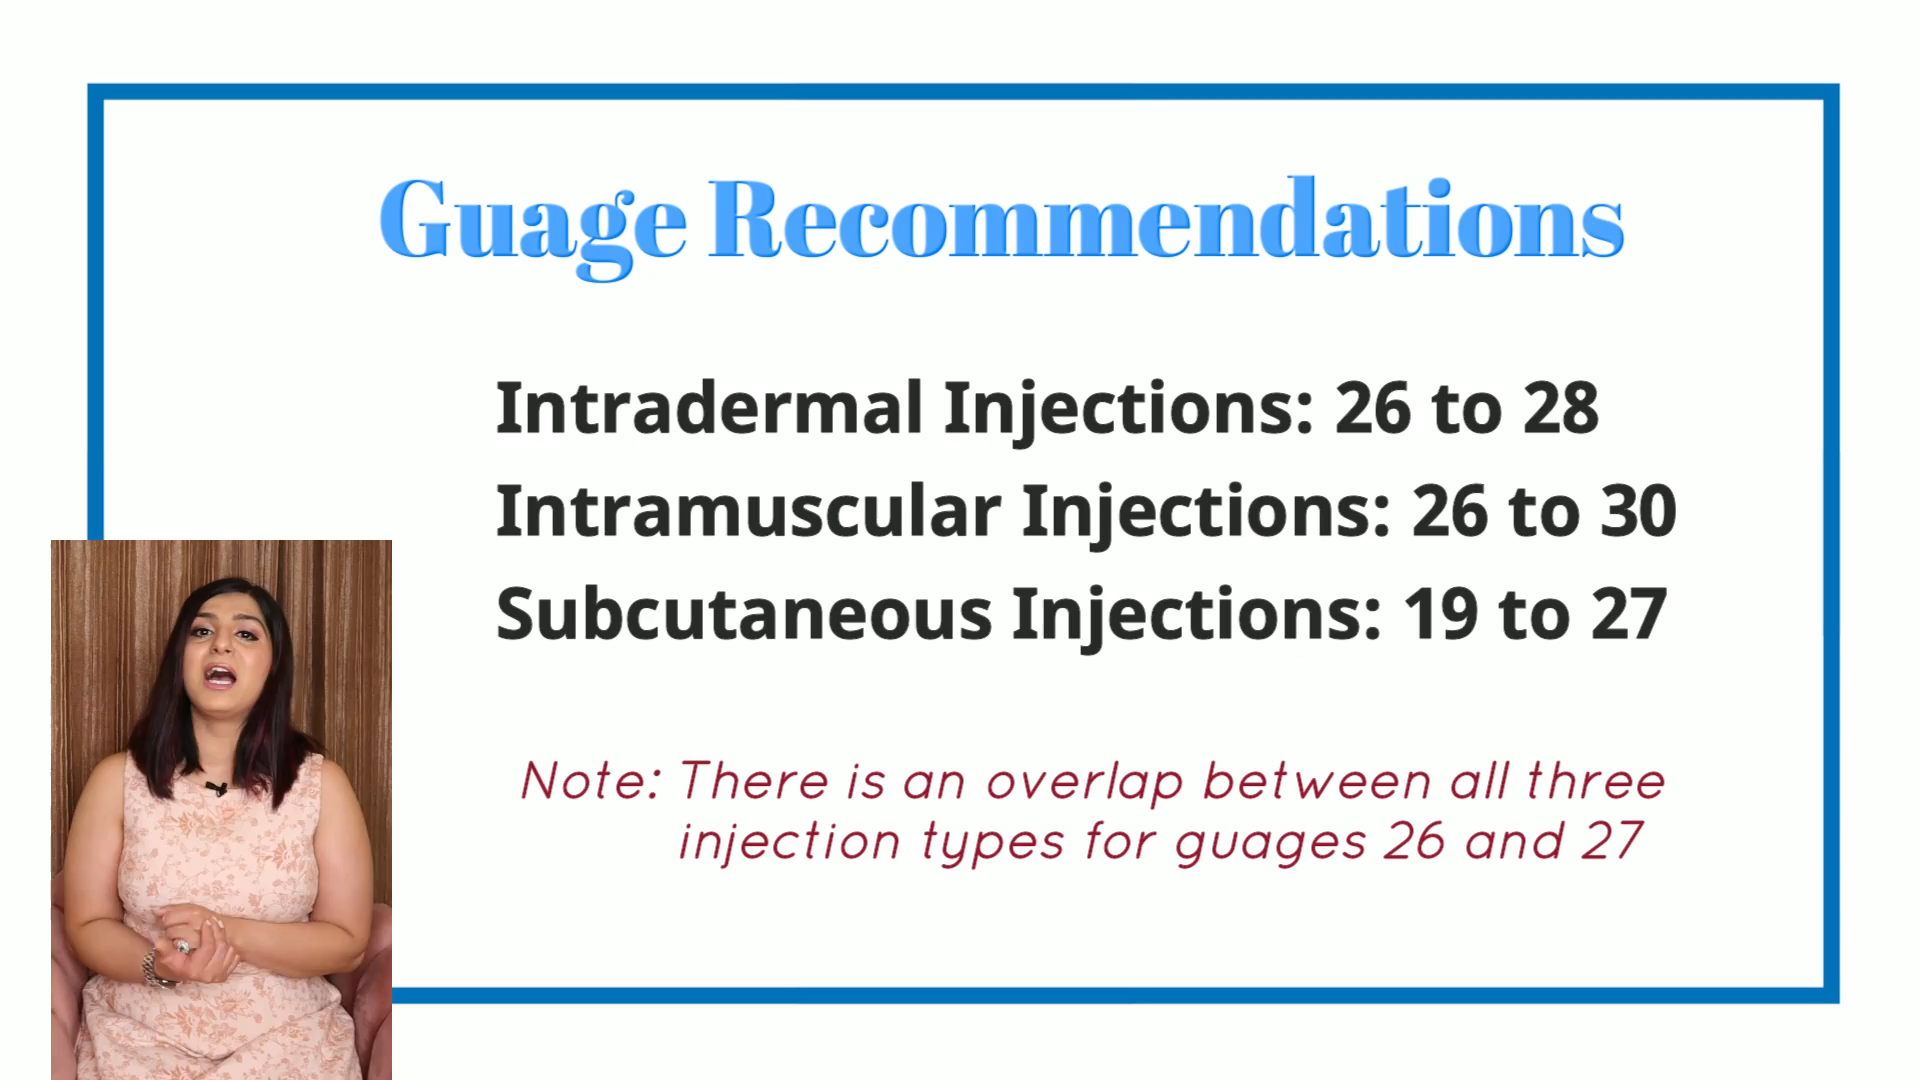 Guage Recommendations
Intradermal Injections: 26 to 28
Intramuscular Injections: 26 to 30
Subcutaneous Injections: 19 to 27
Note: There is an overlap between all three
injection types for guages 26 and 27